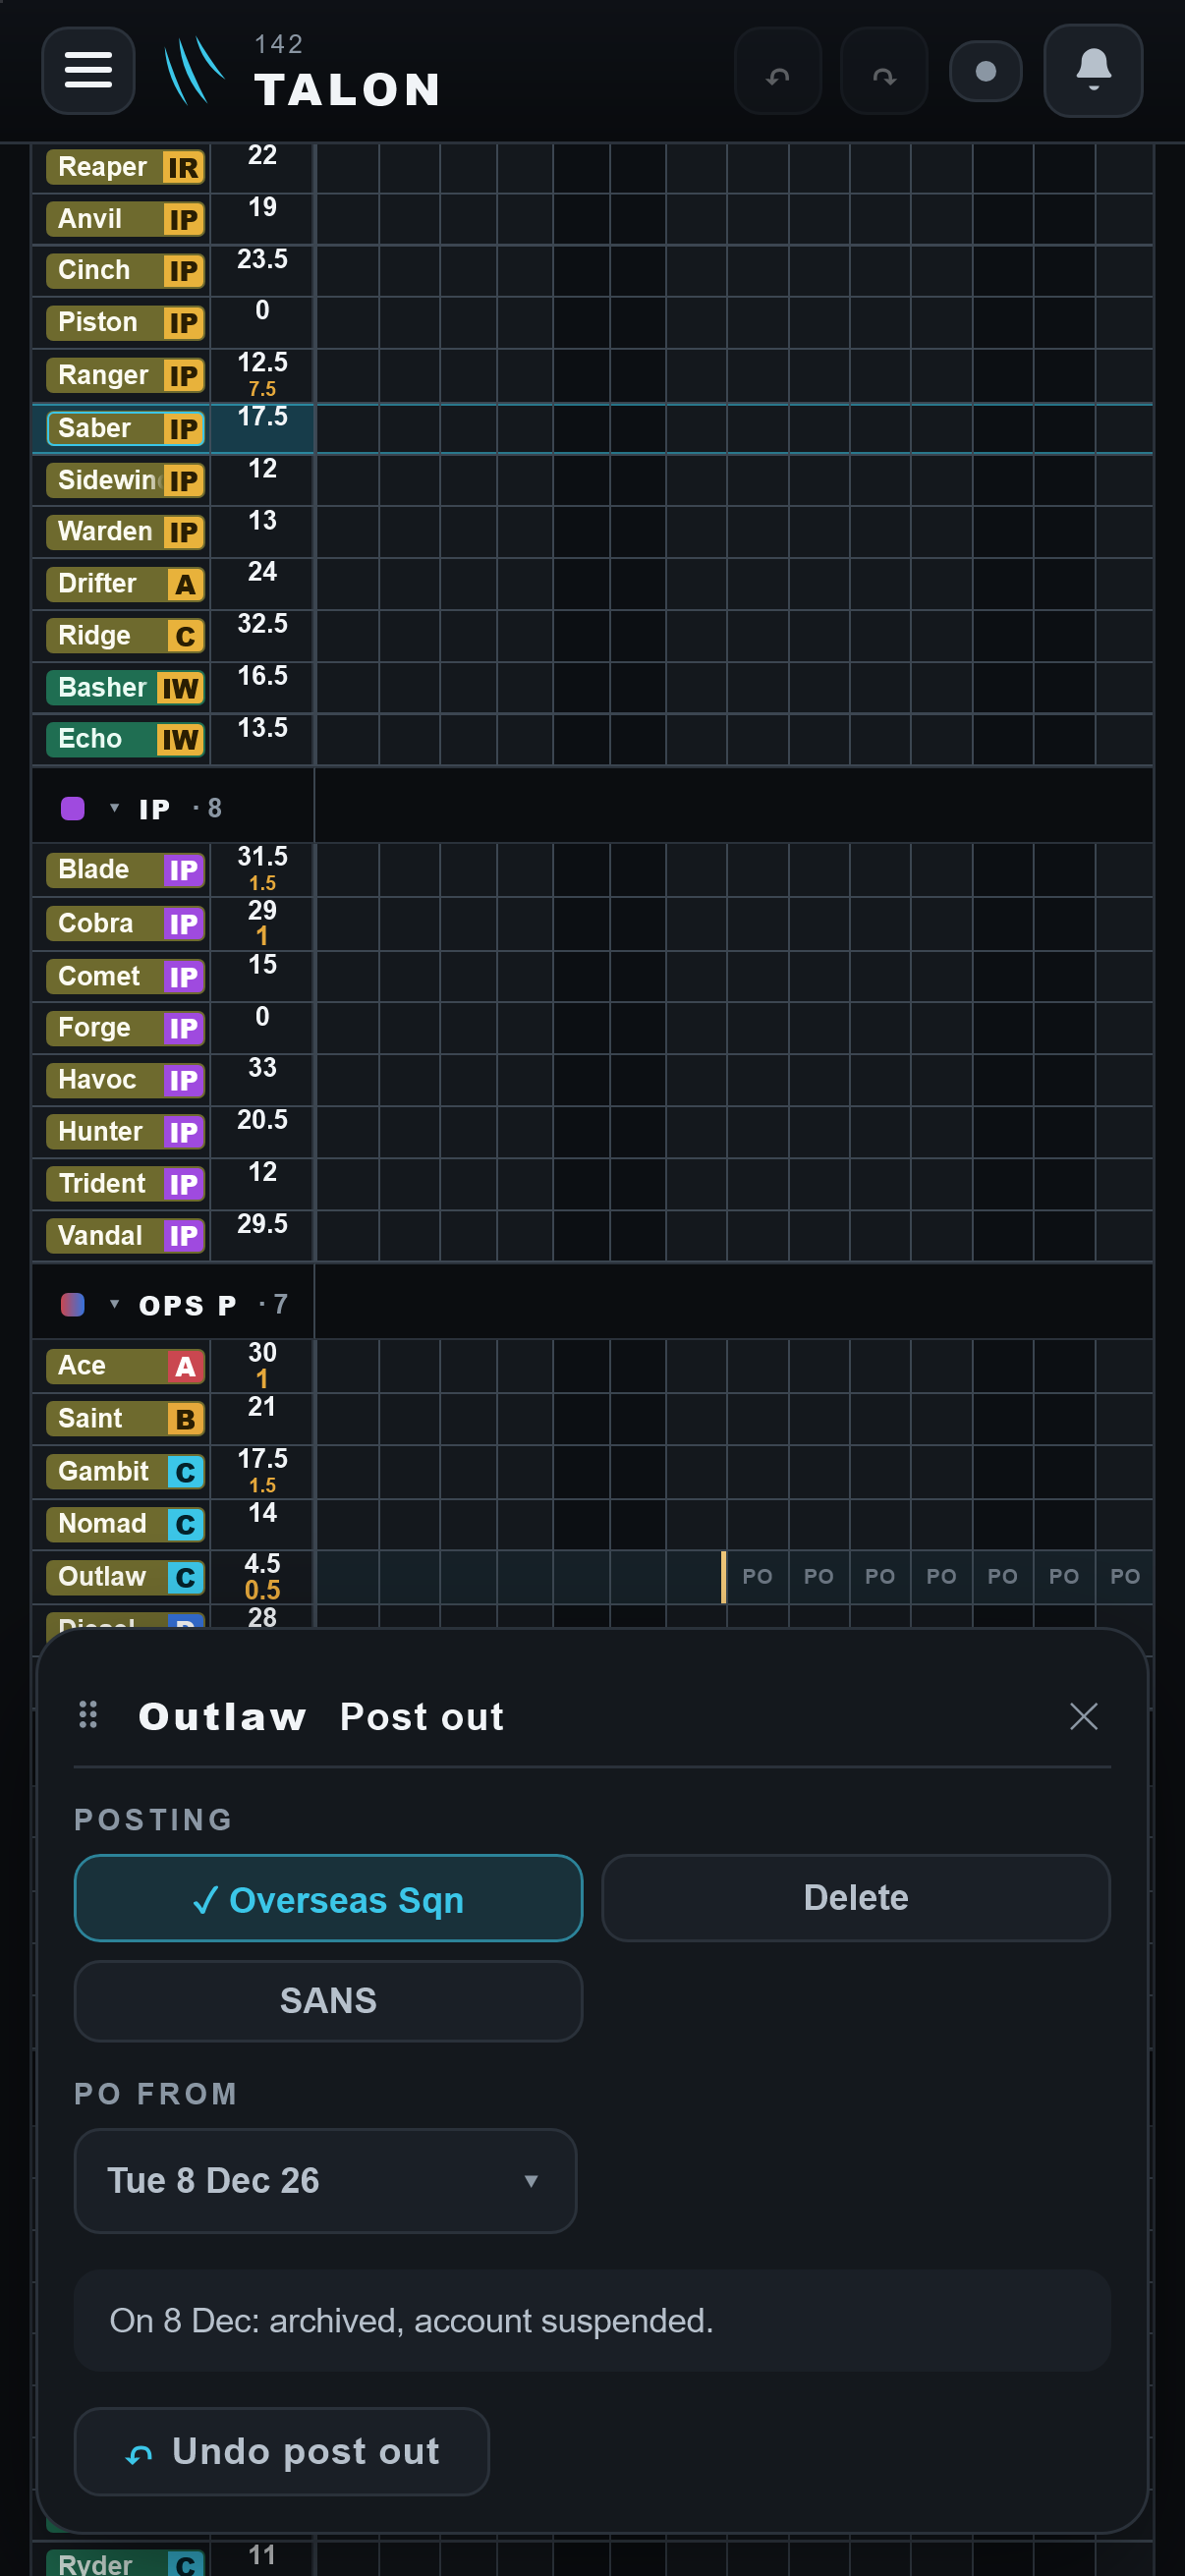 142
TALON
Reaper IR 22
Anvil IP 19
Cinch IP 23.5
Piston IP 0
Ranger IP 12.5
7.5
Saber IP 17.5
Sidewin IP 12
Warden IP 13
Drifter A 24
Ridge C 32.5
Basher IW 16.5
Echo IW 13.5
▾ IP · 8
Blade IP 31.5
1.5
Cobra IP 29
1
Comet IP 15
Forge IP 0
Havoc IP 33
Hunter IP 20.5
Trident IP 12
Vandal IP 29.5
▾ OPS P · 7
Ace A 30
1
Saint B 21
Gambit C 17.5
1.5
Nomad C 14
Outlaw C 4.5 PO PO PO PO PO PO PO
0.5
28
Outlaw Post out
POSTING
✓ Overseas Sqn Delete
SANS
PO FROM
Tue 8 Dec 26 ▾
On 8 Dec: archived, account suspended.
Undo post out
Ryder C 11